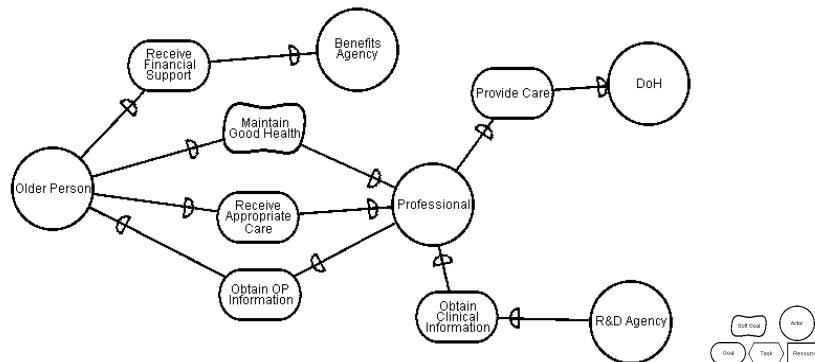 Receive
Financial
Support
Benefits
Agency
Maintain
Good Health
Provide Care
DoH
Older Person
Receive
Appropriate
Care
Professional
Obtain OP
Information
Obtain
Clinical
Information
R&D Agency
Soft Goal
Actor
Goal
Task
Resource